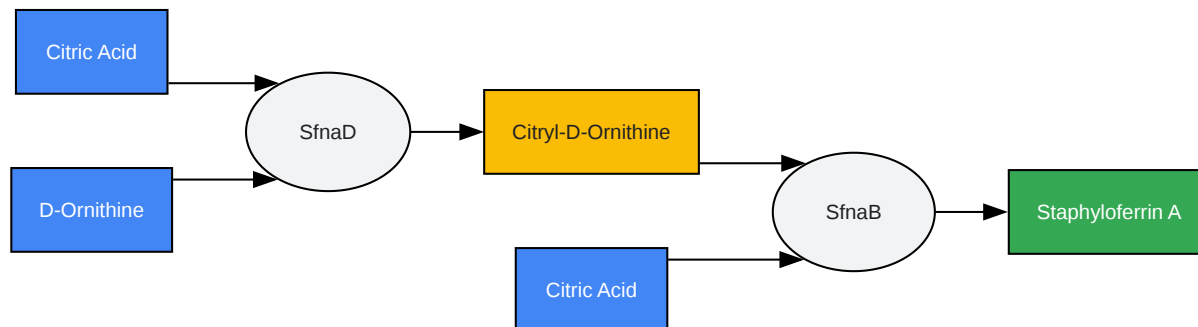 Citric Acid
SfnaD
D-Ornithine
Citryl-D-Ornithine
SfnaB
Citric Acid
Staphyloferrin A